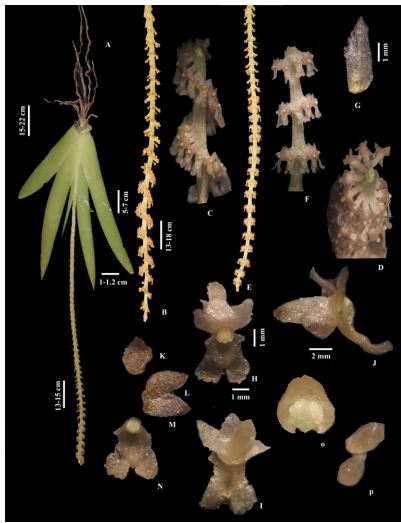 A
15-22 cm
5-7 cm
1-1.2 cm
13-15 cm
B
13-18 cm
C
E
F
G
1 mm
D
H
1 mm
1 mm
J
2 mm
K
L
M
N
I
o
p